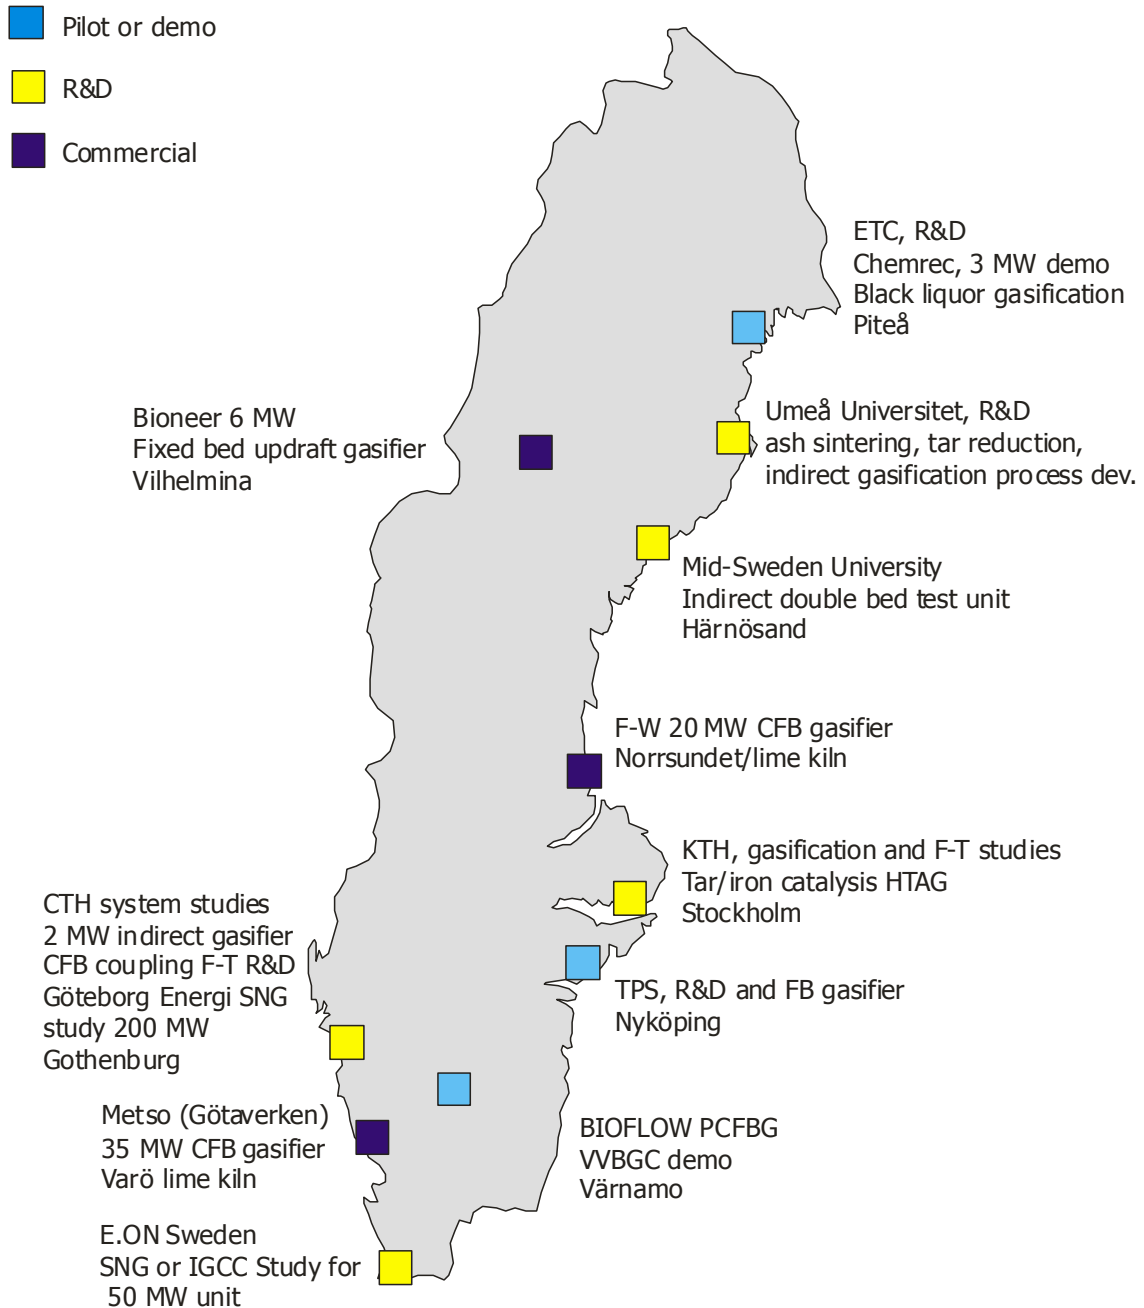 Pilot or demo
R&D
Commercial
ETC, R&D
Chemrec, 3 MW demo
Black liquor gasification
Piteå
Bioneer 6 MW
Fixed bed updraft gasifier
Vilhelmina
Umeå Universitet, R&D
ash sintering, tar reduction,
indirect gasification process dev.
Mid-Sweden University
Indirect double bed test unit
Härnösand
F-W 20 MW CFB gasifier
Norrsundet/lime kiln
KTH, gasification and F-T studies
Tar/iron catalysis HTAG
Stockholm
CTH system studies
2 MW indirect gasifier
CFB coupling F-T R&D
Göteborg Energi SNG
study 200 MW
Gothenburg
TPS, R&D and FB gasifier
Nyköping
Metso (Götaverken)
35 MW CFB gasifier
Varö lime kiln
BIOFLOW PCFBG
VVBGC demo
Värnamo
E.ON Sweden
SNG or IGCC Study for
50 MW unit